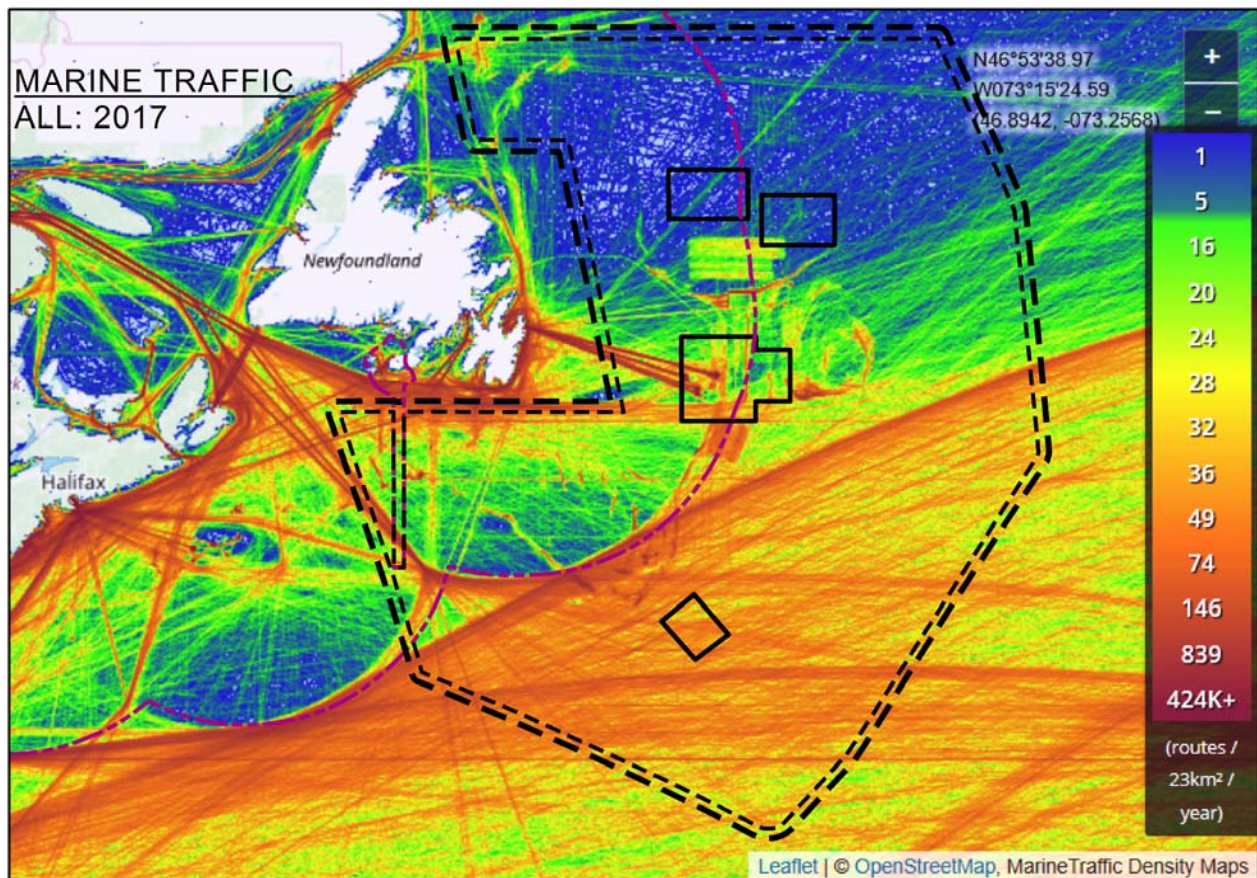 MARINE TRAFFIC
ALL: 2017
N46°53'38.97
W073°15'24.59
(46.8942, -073.2568)
+
−
Newfoundland
Halifax
1
5
16
20
24
28
32
36
49
74
146
839
424K+
(routes /
23km² /
year)
Leaflet | © OpenStreetMap, MarineTraffic Density Maps